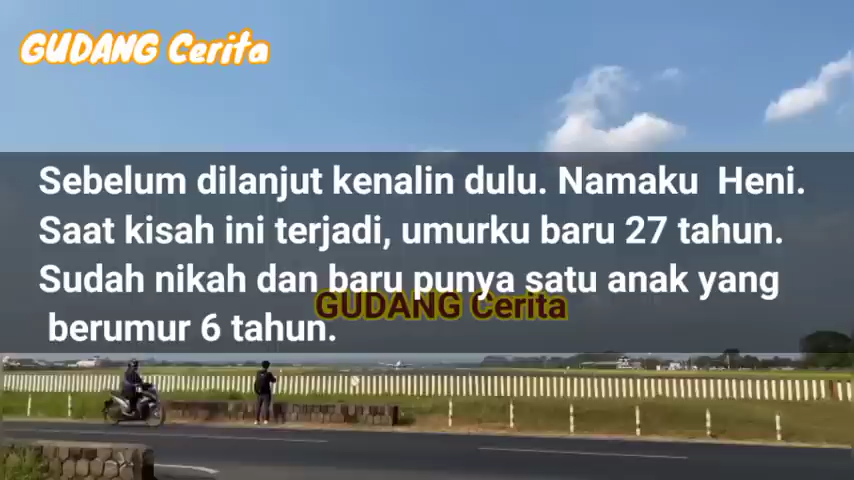 GUDANG Cerita
Sebelum dilanjut kenalin dulu. Namaku Heni.
Saat kisah ini terjadi, umurku baru 27 tahun.
Sudah nikah dan baru punya satu anak yang
GUDANG Cerita
berumur 6 tahun.